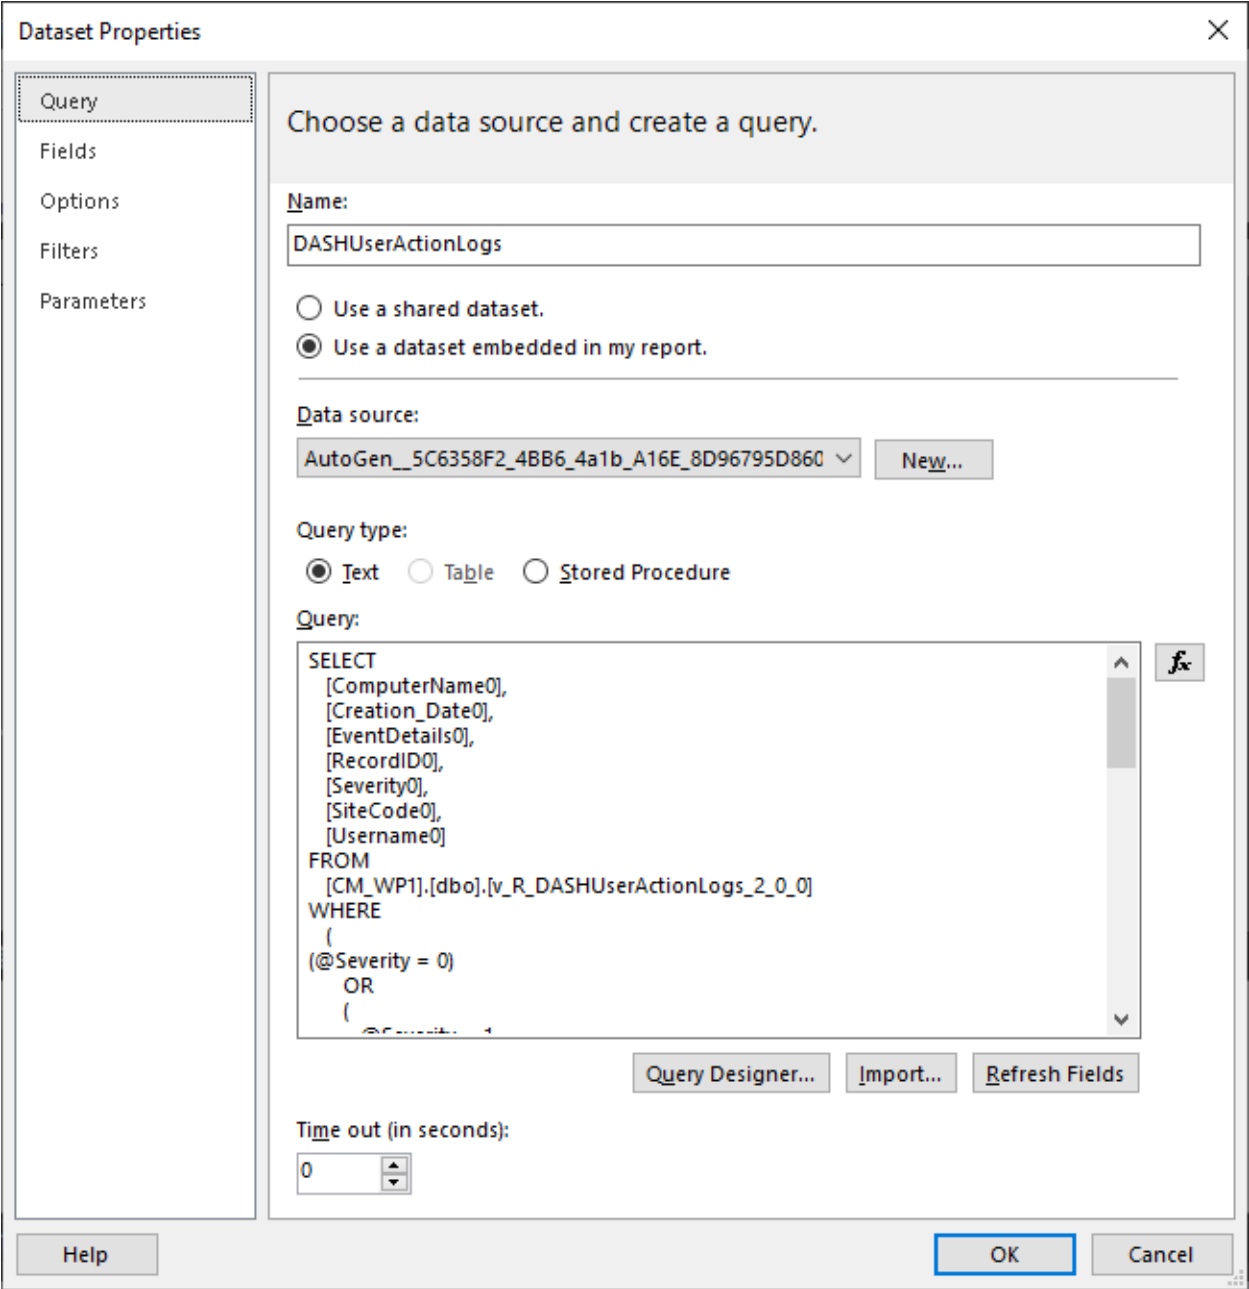 Dataset Properties
Query
Fields
Options
Filters
Parameters
Choose a data source and create a query.
Name:
DASHUserActionLogs
Use a shared dataset.
Use a dataset embedded in my report.
Data source:
AutoGen__5C6358F2_4BB6_4a1b_A16E_8D96795D860 New...
Query type:
Text Table Stored Procedure
Query:
SELECT
[ComputerName0],
[Creation_Date0],
[EventDetails0],
[RecordID0],
[Severity0],
[SiteCode0],
[Username0]
FROM
[CM_WP1].[dbo].[v_R_DASHUserActionLogs_2_0_0]
WHERE
(
(@Severity = 0)
OR
(
fx
Query Designer... Import... Refresh Fields
Time out (in seconds):
0
Help OK Cancel